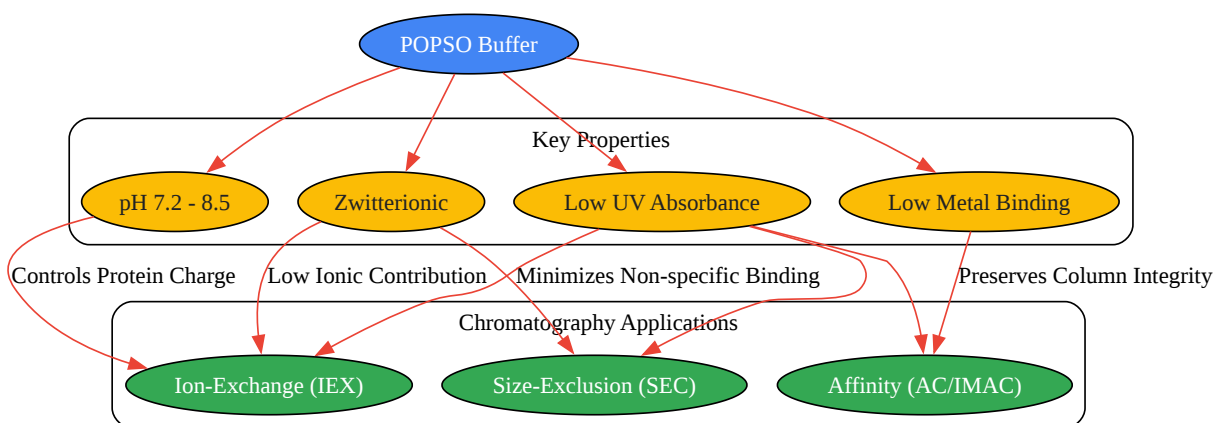 POPSO Buffer
Key Properties
pH 7.2 - 8.5
Zwitterionic
Low UV Absorbance
Low Metal Binding
Controls Protein Charge
Low Ionic Contribution
Minimizes Non-specific Binding
Preserves Column Integrity
Chromatography Applications
Ion-Exchange (IEX)
Size-Exclusion (SEC)
Affinity (AC/IMAC)